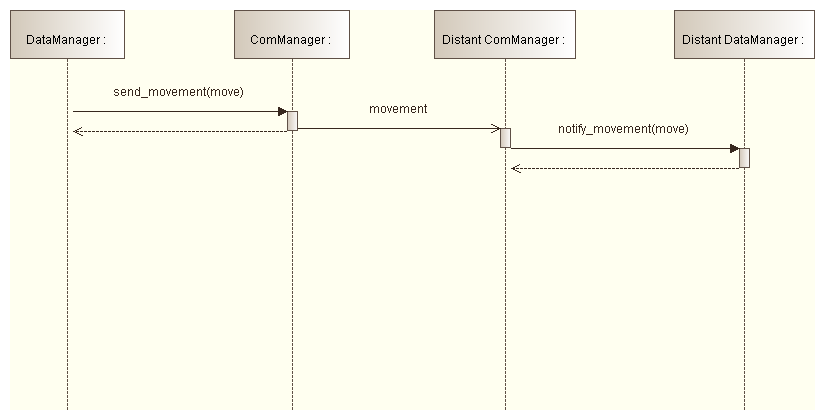 DataManager :
ComManager :
Distant ComManager :
Distant DataManager :
send_movement(move)
movement
notify_movement(move)